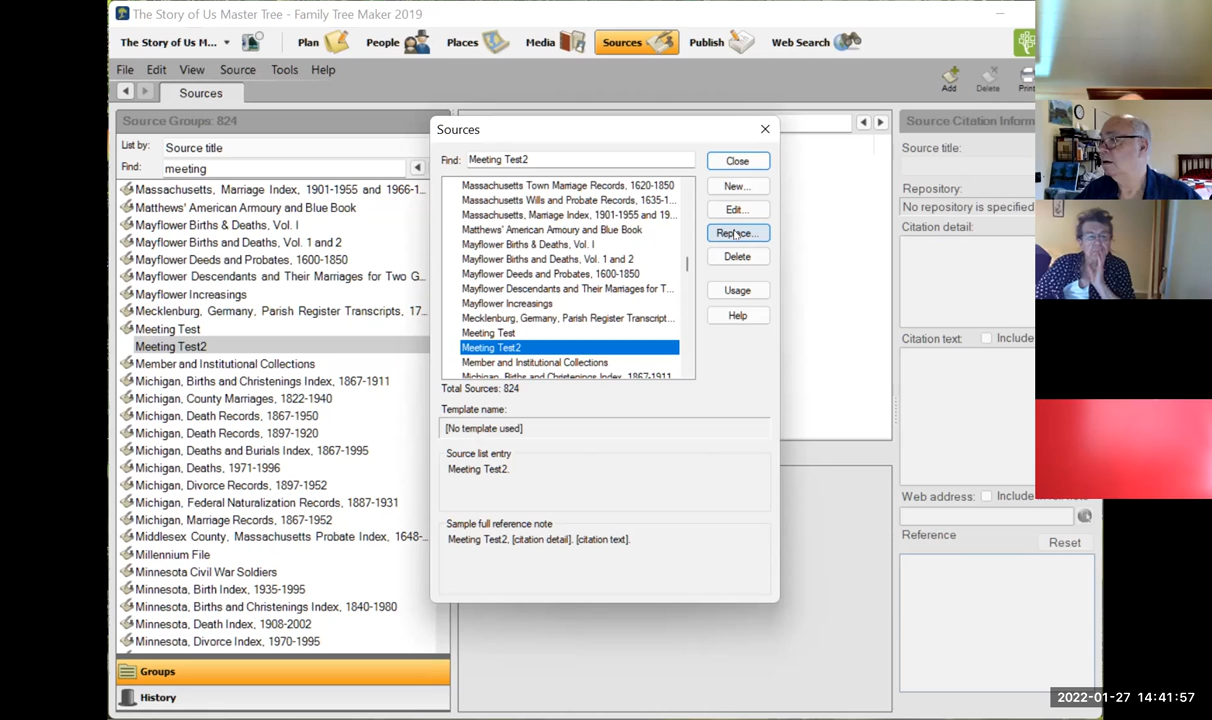 The Story of Us Master Tree - Family Tree Maker 2019
The Story of Us M...
Plan
People
Places
Media
Sources
Publish
Web Search
File
Edit
View
Source
Tools
Help
Sources
Add
Delete
Print
Source Groups: 824
List by: Source title
Find: meeting
Massachusetts, Marriage Index, 1901-1955 and 1966-1...
Matthews' American Armoury and Blue Book
Mayflower Births & Deaths, Vol. I
Mayflower Births and Deaths, Vol. 1 and 2
Mayflower Deeds and Probates, 1600-1850
Mayflower Descendants and Their Marriages for Two G...
Mayflower Increasings
Mecklenburg, Germany, Parish Register Transcripts, 17...
Meeting Test
Meeting Test2
Member and Institutional Collections
Michigan, Births and Christenings Index, 1867-1911
Michigan, County Marriages, 1822-1940
Michigan, Death Records, 1867-1950
Michigan, Death Records, 1897-1920
Michigan, Deaths and Burials Index, 1867-1995
Michigan, Deaths, 1971-1996
Michigan, Divorce Records, 1897-1952
Michigan, Federal Naturalization Records, 1887-1931
Michigan, Marriage Records, 1867-1952
Middlesex County, Massachusetts Probate Index, 1648-...
Millennium File
Minnesota Civil War Soldiers
Minnesota, Birth Index, 1935-1995
Minnesota, Births and Christenings Index, 1840-1980
Minnesota, Death Index, 1908-2002
Minnesota, Divorce Index, 1970-1995
Groups
History
Sources
Find: Meeting Test2
Massachusetts Town Marriage Records, 1620-1850
Massachusetts Wills and Probate Records, 1635-1...
Massachusetts, Marriage Index, 1901-1955 and 19...
Matthews' American Armoury and Blue Book
Mayflower Births & Deaths, Vol. I
Mayflower Births and Deaths, Vol. 1 and 2
Mayflower Deeds and Probates, 1600-1850
Mayflower Descendants and Their Marriages for T...
Mayflower Increasings
Mecklenburg, Germany, Parish Register Transcript...
Meeting Test
Meeting Test2
Member and Institutional Collections
Michigan, Births and Christenings Index, 1867-1911
Close
New...
Edit...
Replace...
Delete
Usage
Help
Total Sources: 824
Template name:
[No template used]
Source list entry
Meeting Test2.
Sample full reference note
Meeting Test2, [citation detail]. [citation text].
Source Citation Inform
Source title:
Repository:
No repository is specified
Citation detail:
Citation text:
Include
Web address:
Include
Reference
Reset
2022-01-27 14:41:57